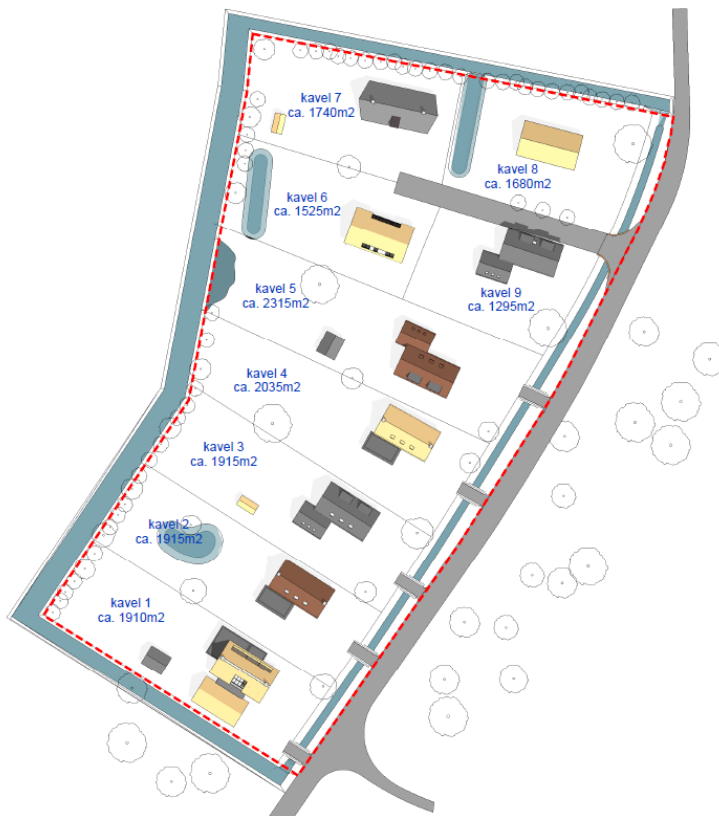 kavel 7
ca. 1740m2
kavel 8
ca. 1680m2
kavel 6
ca. 1525m2
kavel 5
ca. 2315m2
kavel 9
ca. 1295m2
kavel 4
ca. 2035m2
kavel 3
ca. 1915m2
kavel 2
ca. 1915m2
kavel 1
ca. 1910m2